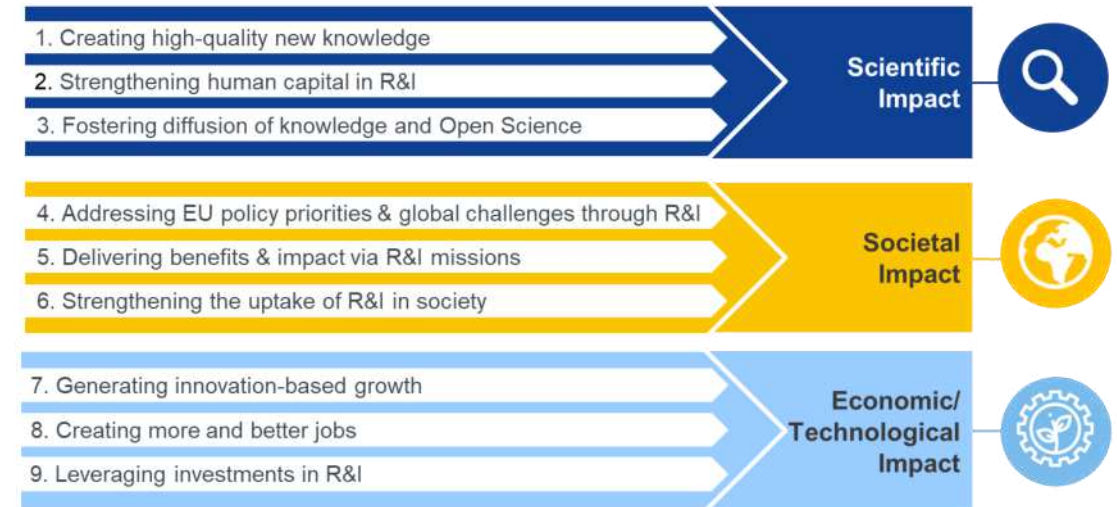 1. Creating high-quality new knowledge
2. Strengthening human capital in R&I
3. Fostering diffusion of knowledge and Open Science
Scientific
Impact
4. Addressing EU policy priorities & global challenges through R&I
5. Delivering benefits & impact via R&I missions
6. Strengthening the uptake of R&I in society
Societal
Impact
7. Generating innovation-based growth
8. Creating more and better jobs
9. Leveraging investments in R&I
Economic/
Technological
Impact